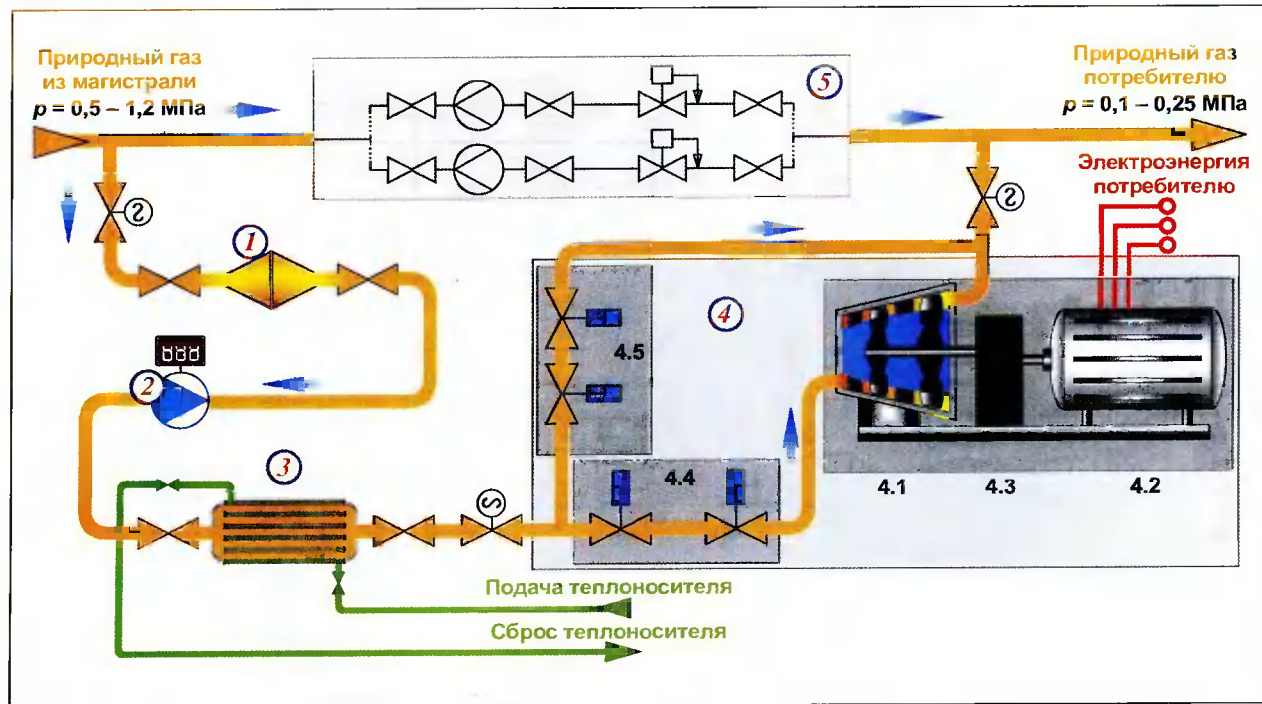 Природный газ
из магистрали
p = 0,5 – 1,2 МПа
5
Природный газ
потребителю
p = 0,1 – 0,25 МПа
Электроэнергия
потребителю
1
4
4.5
2
3
4.4
4.1
4.3
4.2
Подача теплоносителя
Сброс теплоносителя